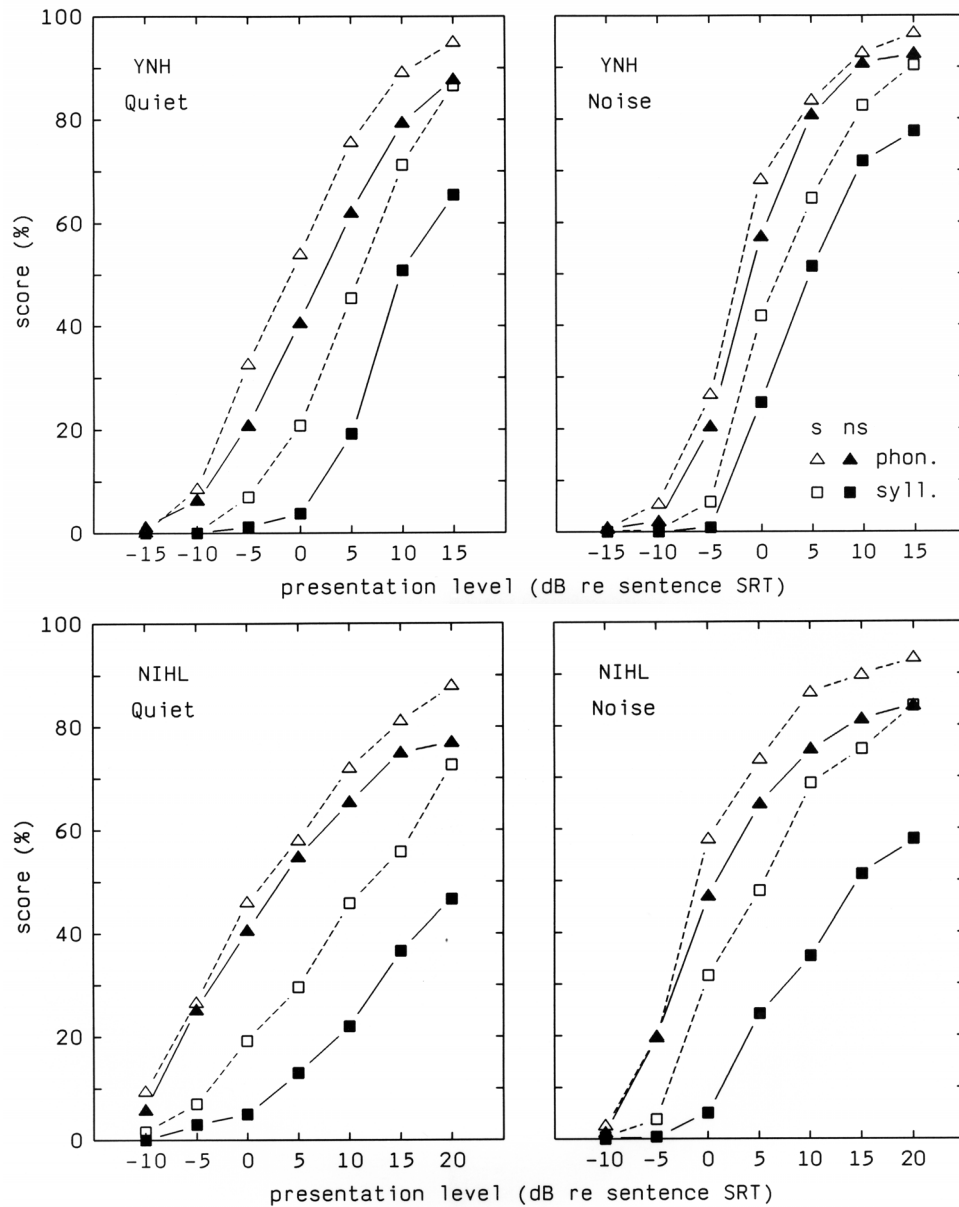 100
80
60
40
20
0
score (%)
YNH
Quiet
-15 -10 -5 0 5 10 15
YNH
Noise
s ns
phon.
syll.
-15 -10 -5 0 5 10 15
presentation level (dB re sentence SRT)
100
80
60
40
20
0
score (%)
NIHL
Quiet
-10 -5 0 5 10 15 20
NIHL
Noise
-10 -5 0 5 10 15 20
presentation level (dB re sentence SRT)